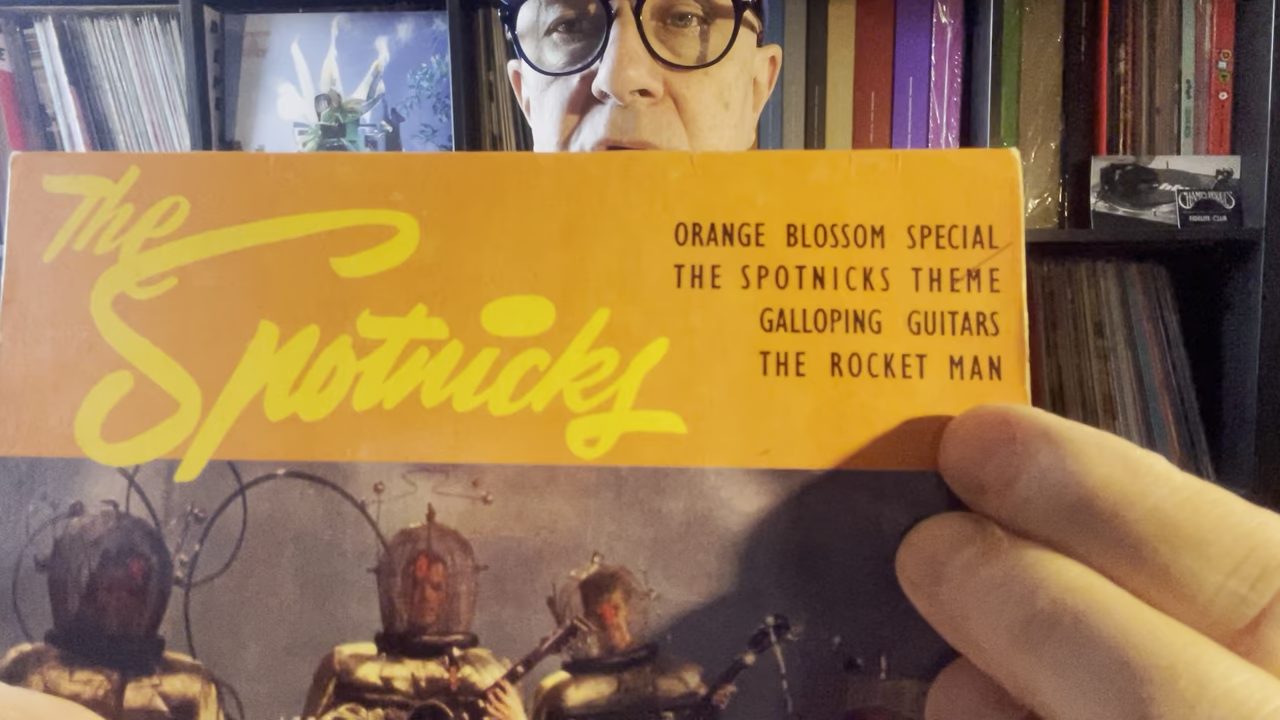 The
Spotnicks
ORANGE BLOSSOM SPECIAL
THE SPOTNICKS THEME
GALLOPING GUITARS
THE ROCKET MAN